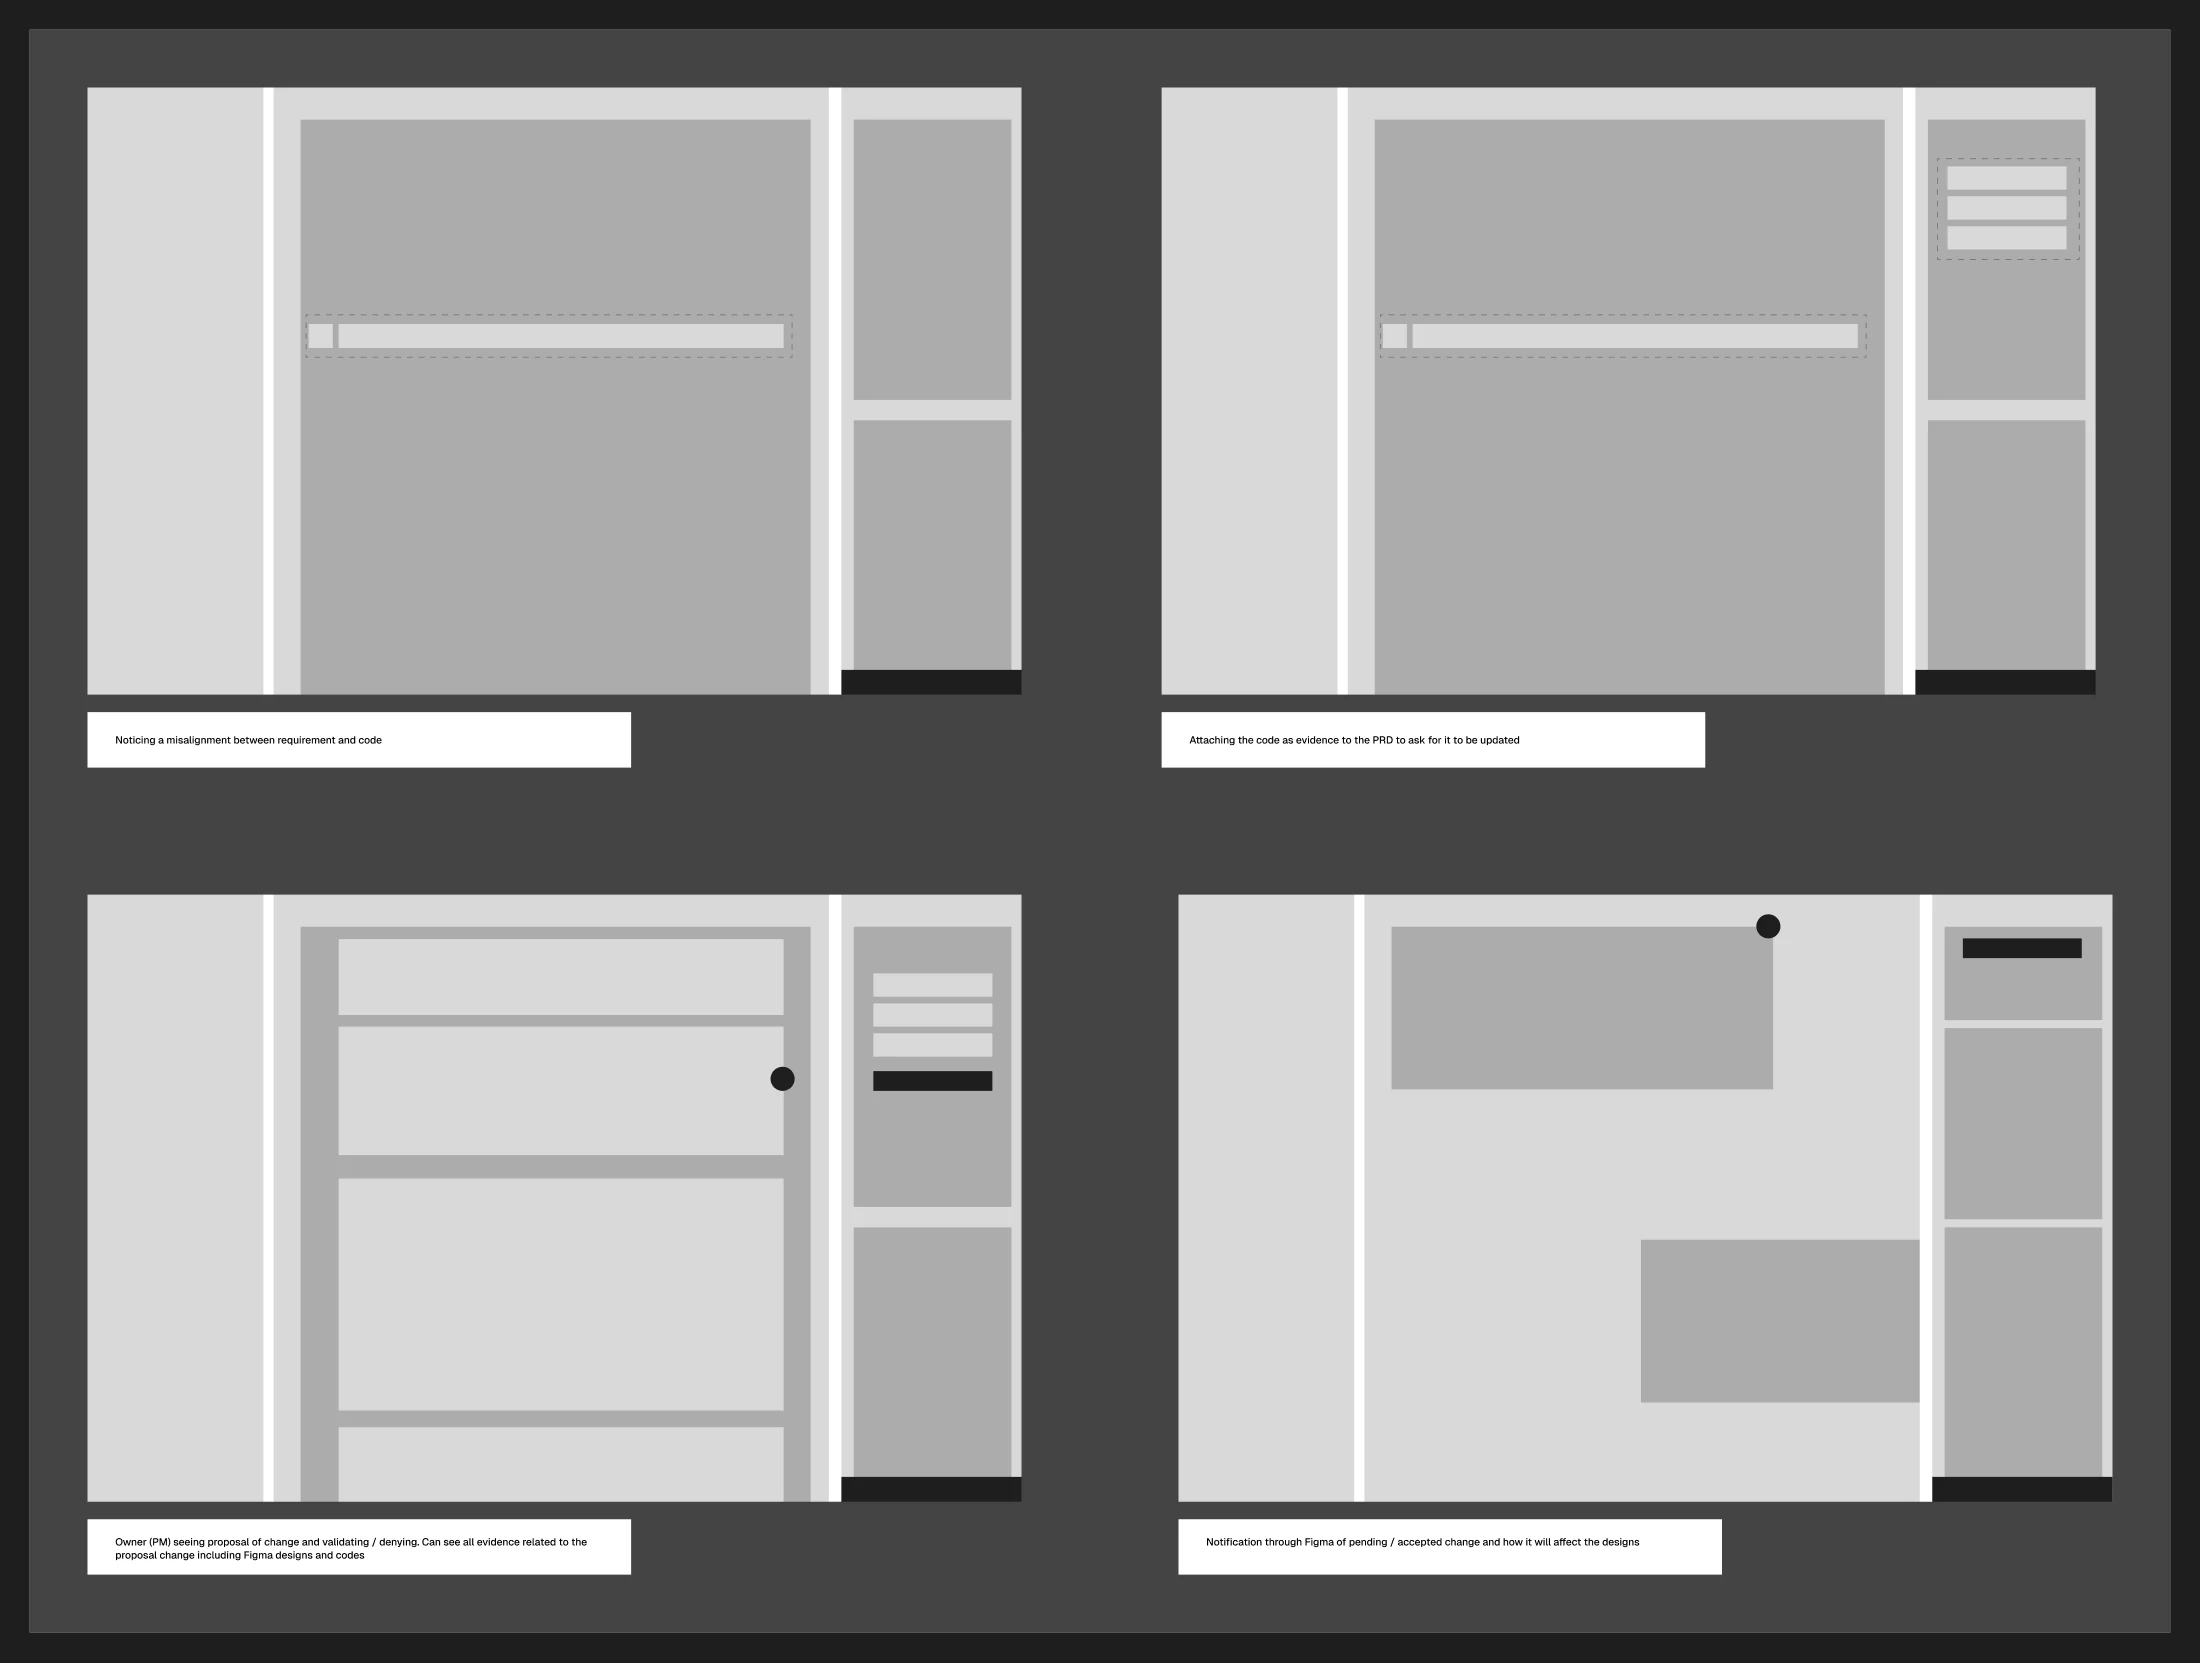 Noticing a misalignment between requirement and code
Attaching the code as evidence to the PRD to ask for it to be updated
Owner (PM) seeing proposal of change and validating / denying. Can see all evidence related to the
proposal change including Figma designs and codes
Notification through Figma of pending / accepted change and how it will affect the designs